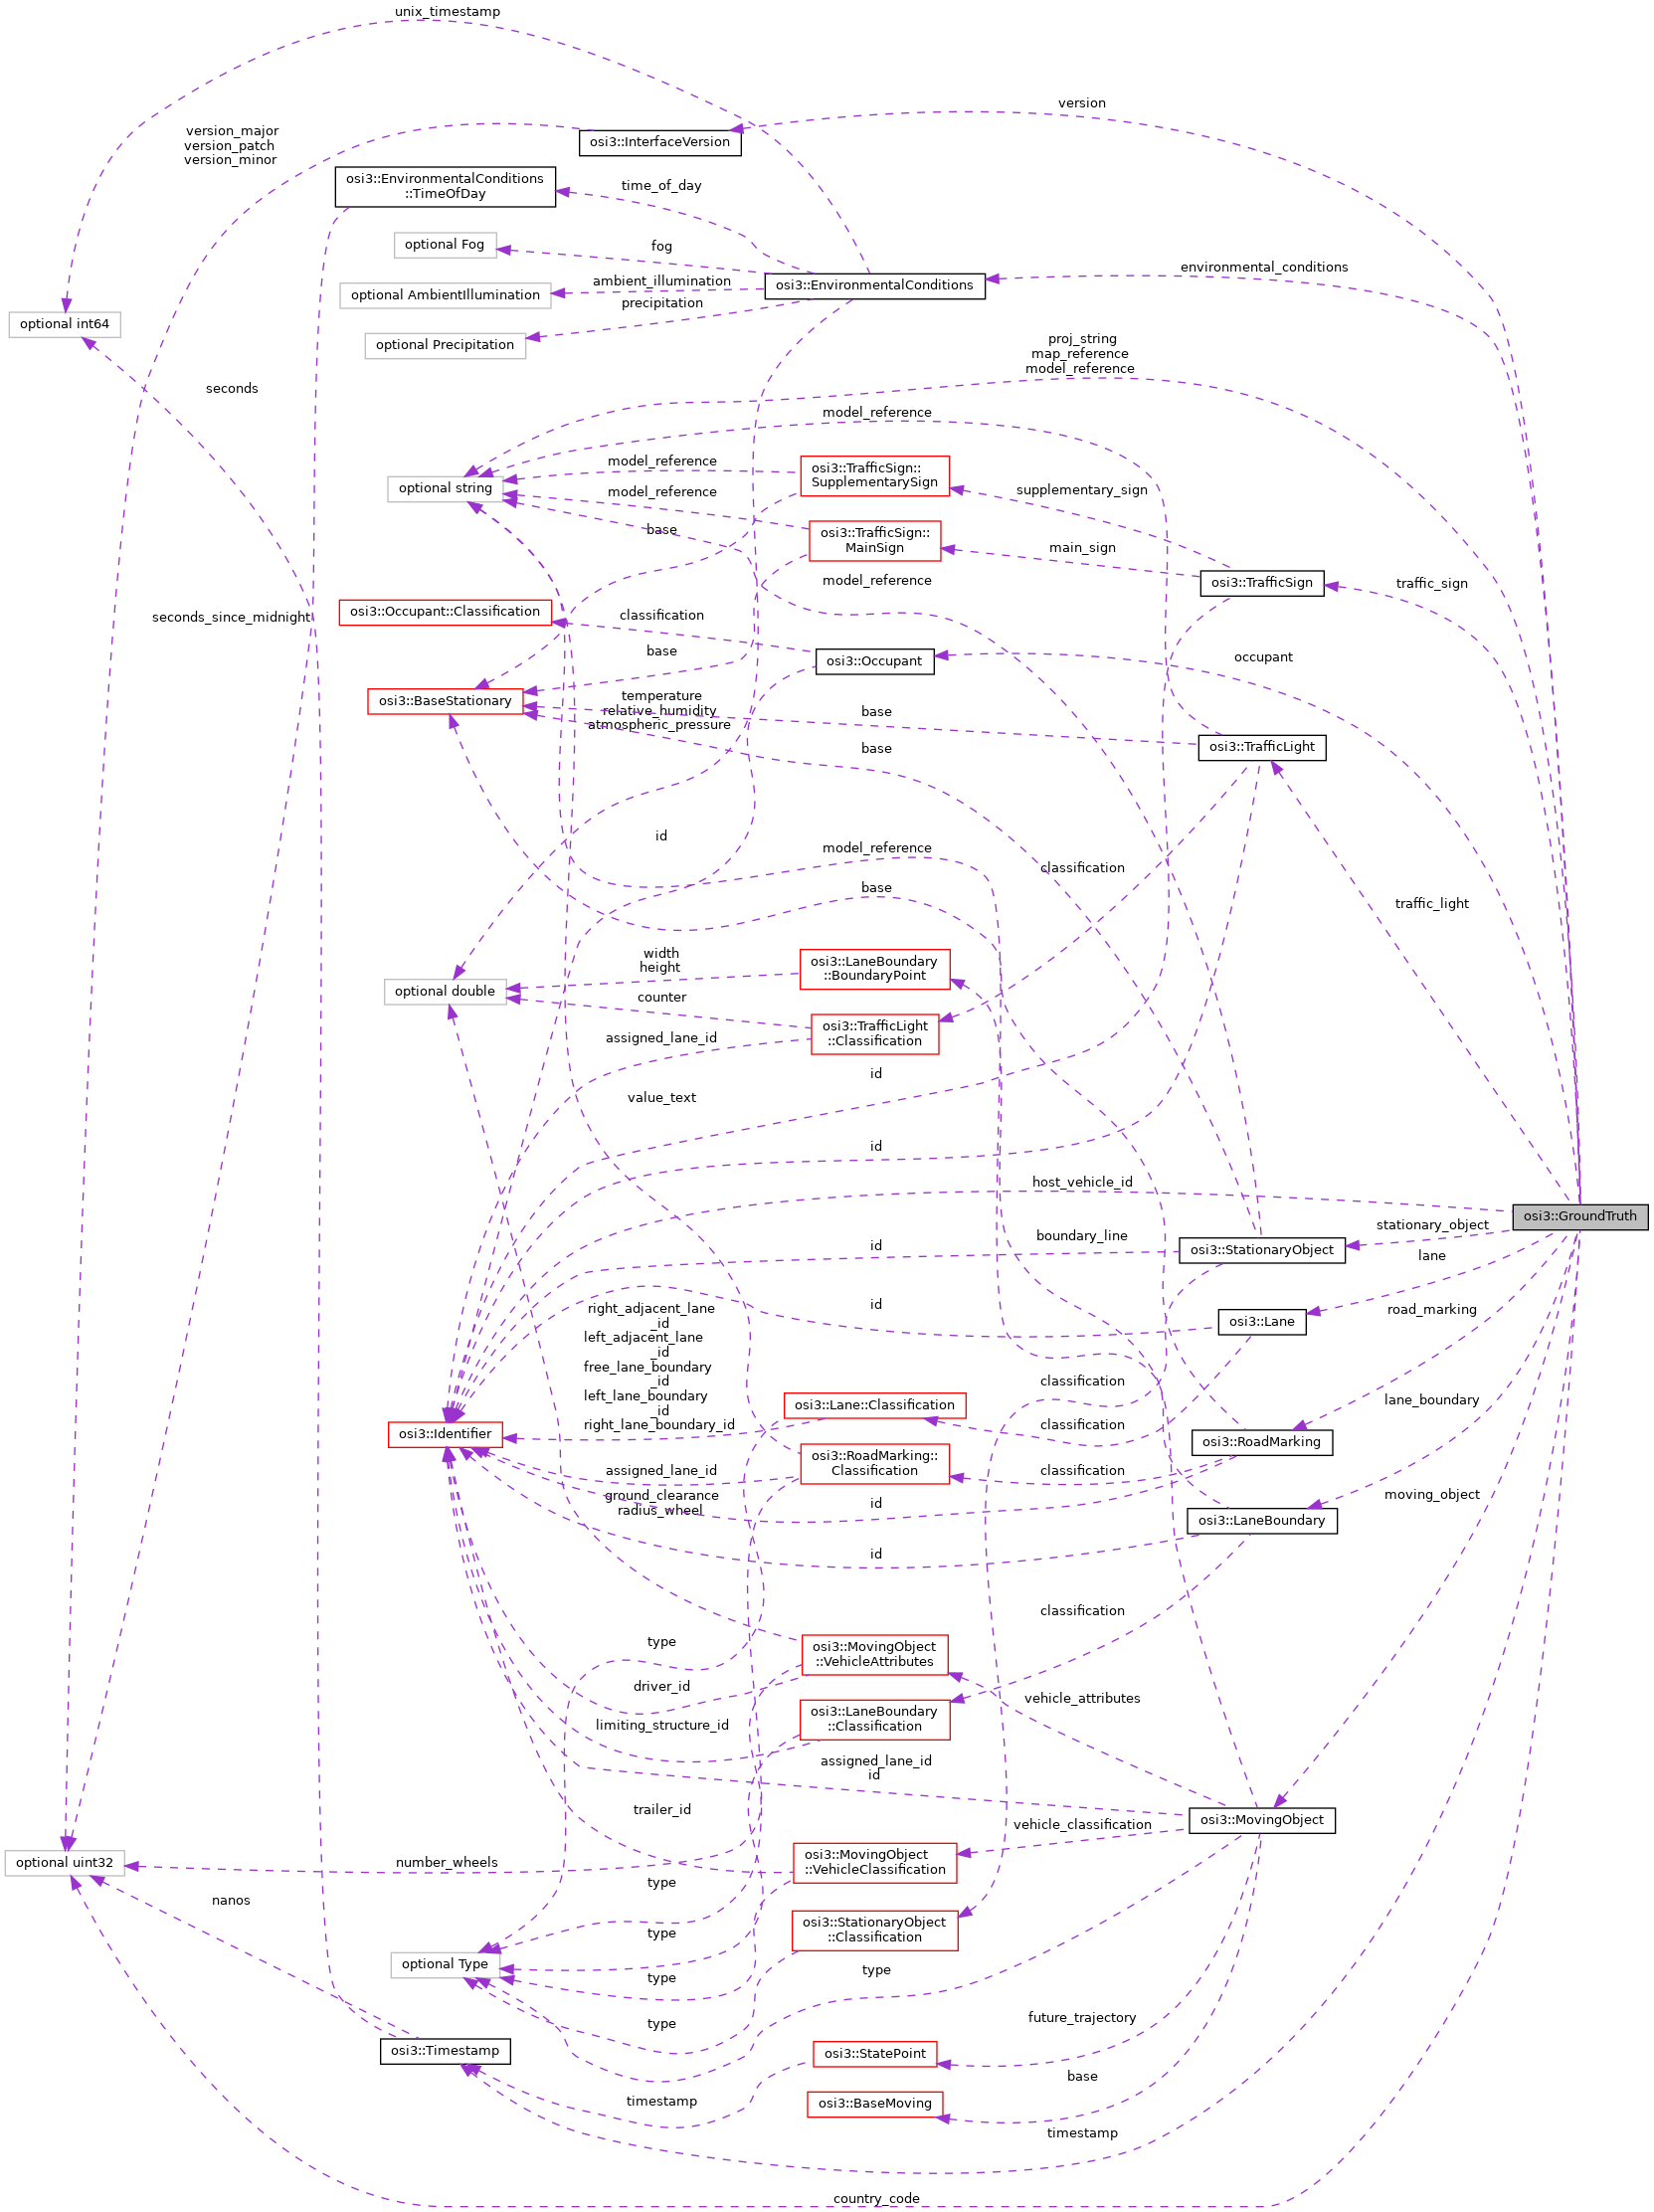 unix_timestamp
version
version_major
version_patch
version_minor
osi3::InterfaceVersion
osi3::EnvironmentalConditions
::TimeOfDay
time_of_day
optional Fog
fog
environmental_conditions
ambient_illumination
osi3::EnvironmentalConditions
optional AmbientIllumination
precipitation
optional int64
optional Precipitation
proj_string
map_reference
model_reference
seconds
model_reference
model_reference
osi3::TrafficSign::
SupplementarySign
optional string
model_reference
supplementary_sign
base
osi3::TrafficSign::
MainSign
main_sign
model_reference
osi3::TrafficSign
traffic_sign
seconds_since_midnight
osi3::Occupant::Classification
classification
base
osi3::Occupant
occupant
osi3::BaseStationary
temperature
relative_humidity
atmospheric_pressure
base
base
osi3::TrafficLight
id
model_reference
classification
base
traffic_light
width
height
osi3::LaneBoundary
::BoundaryPoint
optional double
counter
osi3::TrafficLight
::Classification
assigned_lane_id
id
value_text
id
host_vehicle_id
osi3::GroundTruth
stationary_object
boundary_line
id
osi3::StationaryObject
lane
id
right_adjacent_lane
_id
left_adjacent_lane
_id
free_lane_boundary
_id
left_lane_boundary
_id
right_lane_boundary_id
osi3::Lane
road_marking
classification
osi3::Lane::Classification
lane_boundary
classification
osi3::Identifier
osi3::RoadMarking
osi3::RoadMarking::
Classification
assigned_lane_id
classification
ground_clearance
radius_wheel
id
moving_object
osi3::LaneBoundary
id
classification
type
osi3::MovingObject
::VehicleAttributes
driver_id
vehicle_attributes
limiting_structure_id
osi3::LaneBoundary
::Classification
assigned_lane_id
id
trailer_id
osi3::MovingObject
vehicle_classification
optional uint32
number_wheels
osi3::MovingObject
::VehicleClassification
type
nanos
osi3::StationaryObject
::Classification
type
optional Type
type
type
type
future_trajectory
osi3::Timestamp
osi3::StatePoint
base
timestamp
osi3::BaseMoving
timestamp
country_code